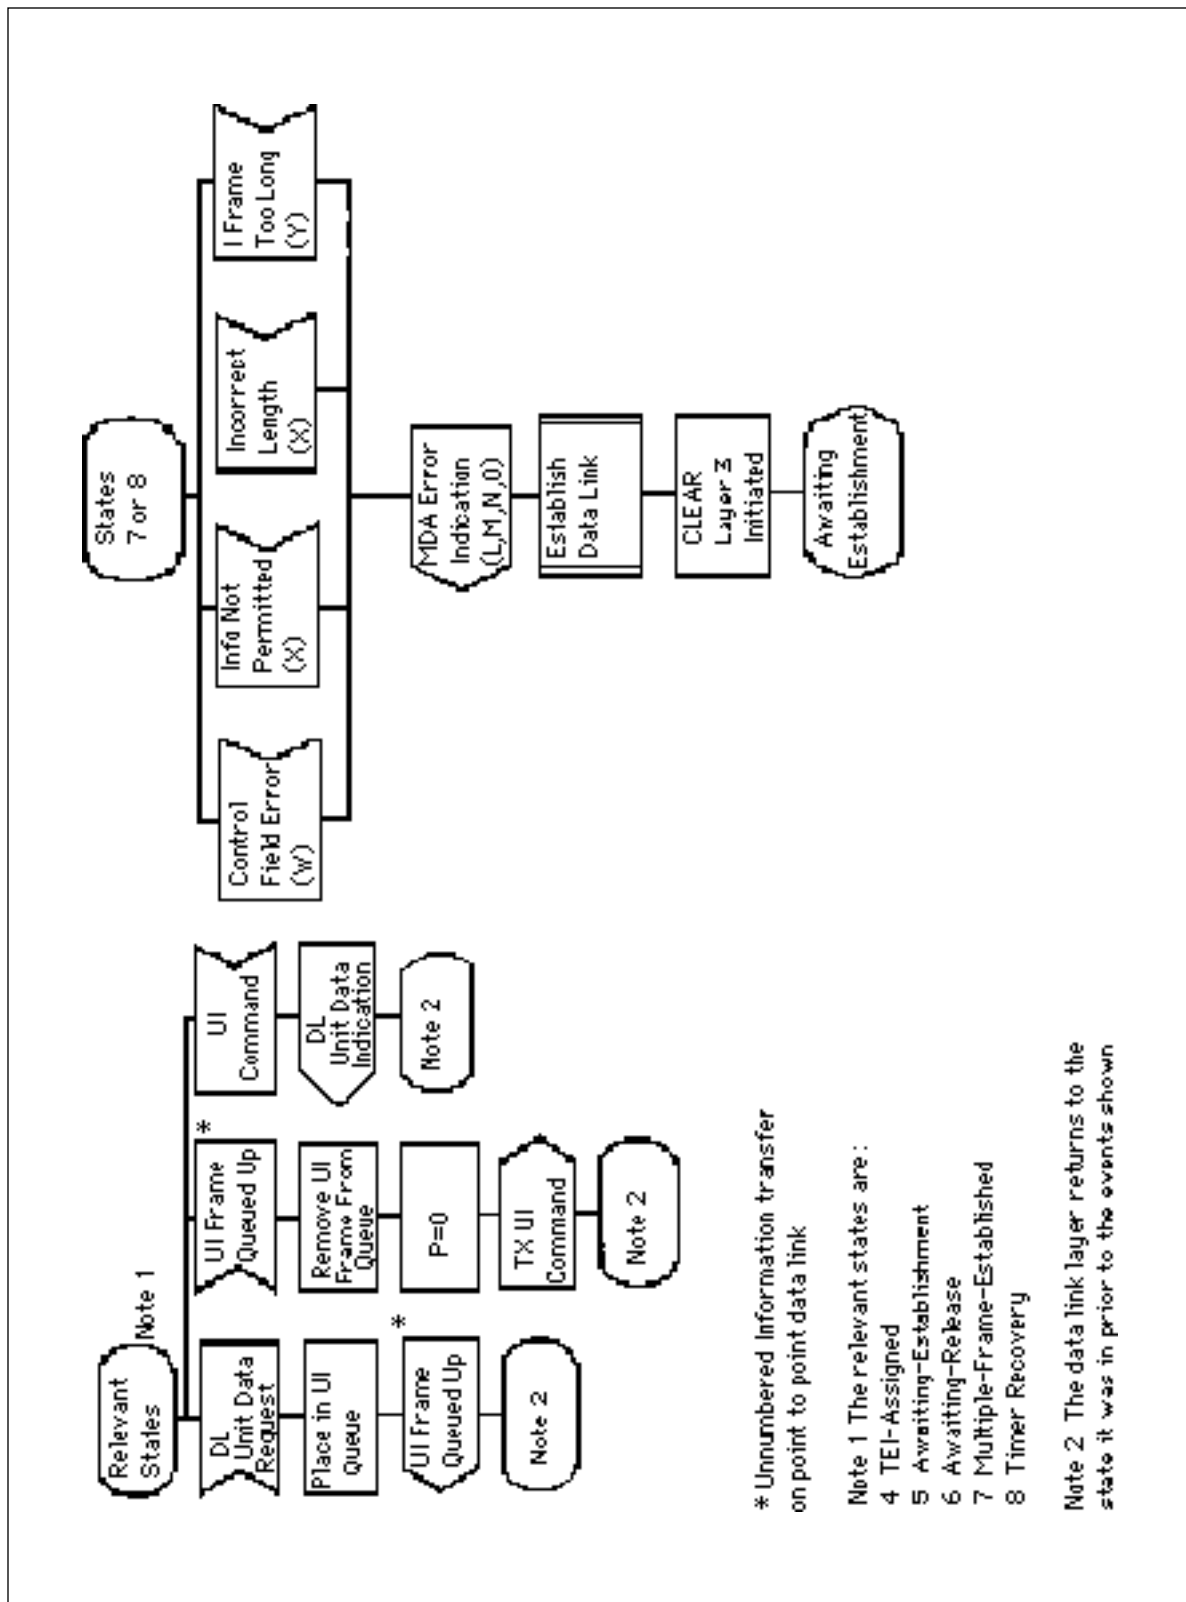 Relevant
Stales
Note 1
DL
Unit Data
Request
Place in UI
Queue
*
UI Frame
Queued Up
Note 2
*
UI Frame
Queued Up
Remove UI
Frame From
Queue
P=0
TX UI
Command
Note 2
UI
Command
DL
Unit Data
Indication
Note 2
States
7 or 8
Control
Field Error
(W)
Info Not
Permitted
(X)
Incorrect
Length
(X)
I Frame
Too Long
(Y)
MDA Error
Indication
(L,M,N,O)
Establish
Data Link
CLEAR
Layer 3
Initiated
Awaiting
Establishment
* Unnumbered Information transfer
on point to point data link
Note 1 The relevant states are:
4 TEI-Assigned
5 Awaiting-Establishment
6 Awaiting-Release
7 Multiple-Frame-Established
8 Timer Recovery
Note 2 The data link layer returns to the
state it was in prior to the events shown